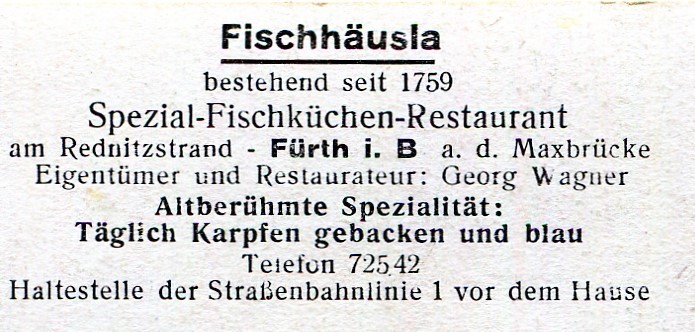 Fischhäusla
bestehend seit 1759
Spezial-Fischküchen-Restaurant
am Rednitzstrand - Fürth i. B a. d. Maxbrücke
Eigentümer und Restaurateur: Georg Wagner
Altberühmte Spezialität:
Täglich Karpfen gebacken und blau
Telefon 725.42
Haltestelle der Straßenbahnlinie 1 vor dem Hause